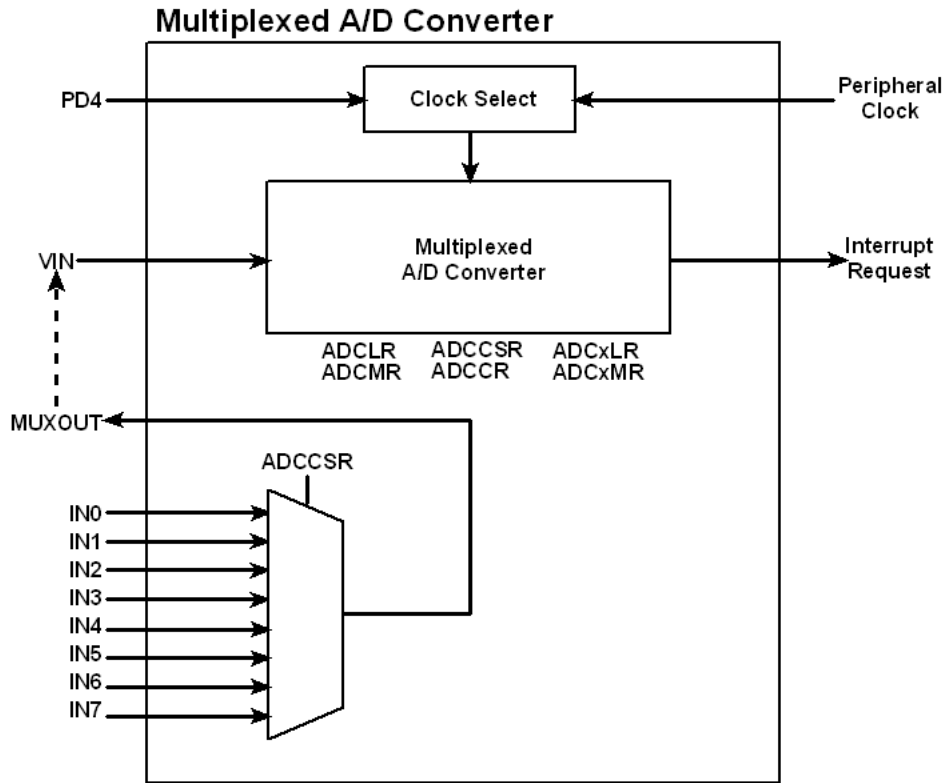 Multiplexed A/D Converter
PD4
Clock Select
Peripheral
Clock
VIN
Multiplexed
A/D Converter
Interrupt
Request
ADCLR ADCCSR ADCxLR
ADCMR ADCCR ADCxMR
MUXOUT
ADCCSR
IN0
IN1
IN2
IN3
IN4
IN5
IN6
IN7